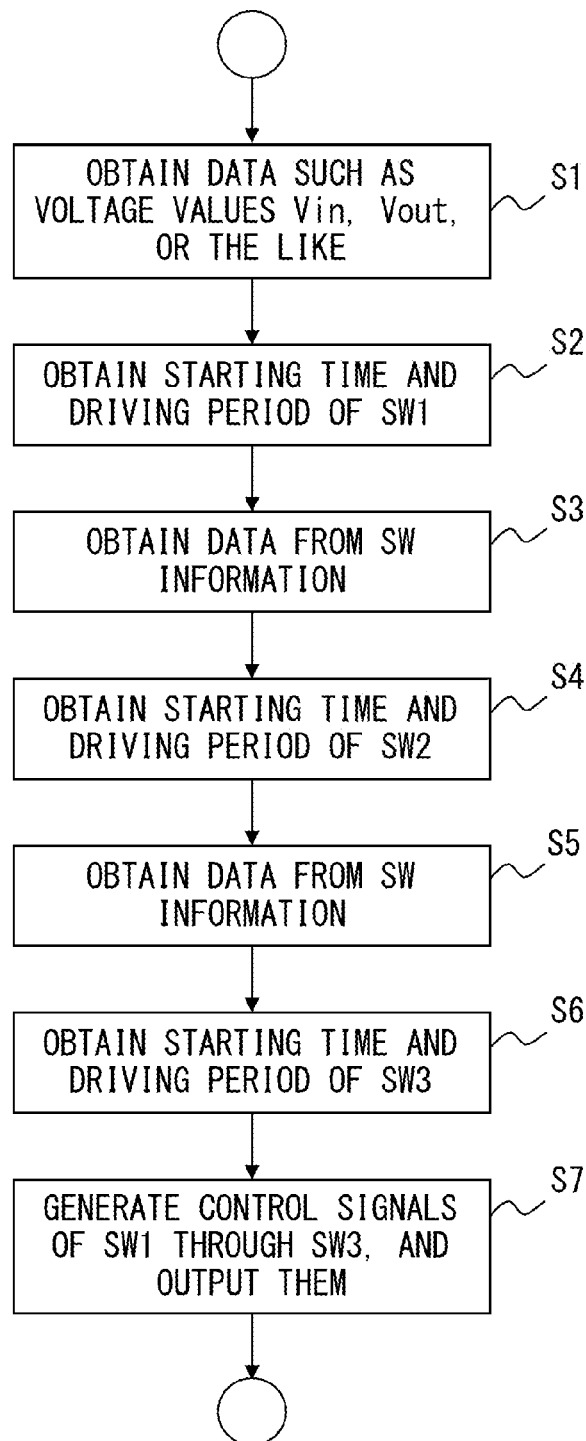 OBTAIN DATA SUCH AS
VOLTAGE VALUES Vin, Vout,
OR THE LIKE
S1
OBTAIN STARTING TIME AND
DRIVING PERIOD OF SW1
S2
OBTAIN DATA FROM SW
INFORMATION
S3
OBTAIN STARTING TIME AND
DRIVING PERIOD OF SW2
S4
OBTAIN DATA FROM SW
INFORMATION
S5
OBTAIN STARTING TIME AND
DRIVING PERIOD OF SW3
S6
GENERATE CONTROL SIGNALS
OF SW1 THROUGH SW3, AND
OUTPUT THEM
S7